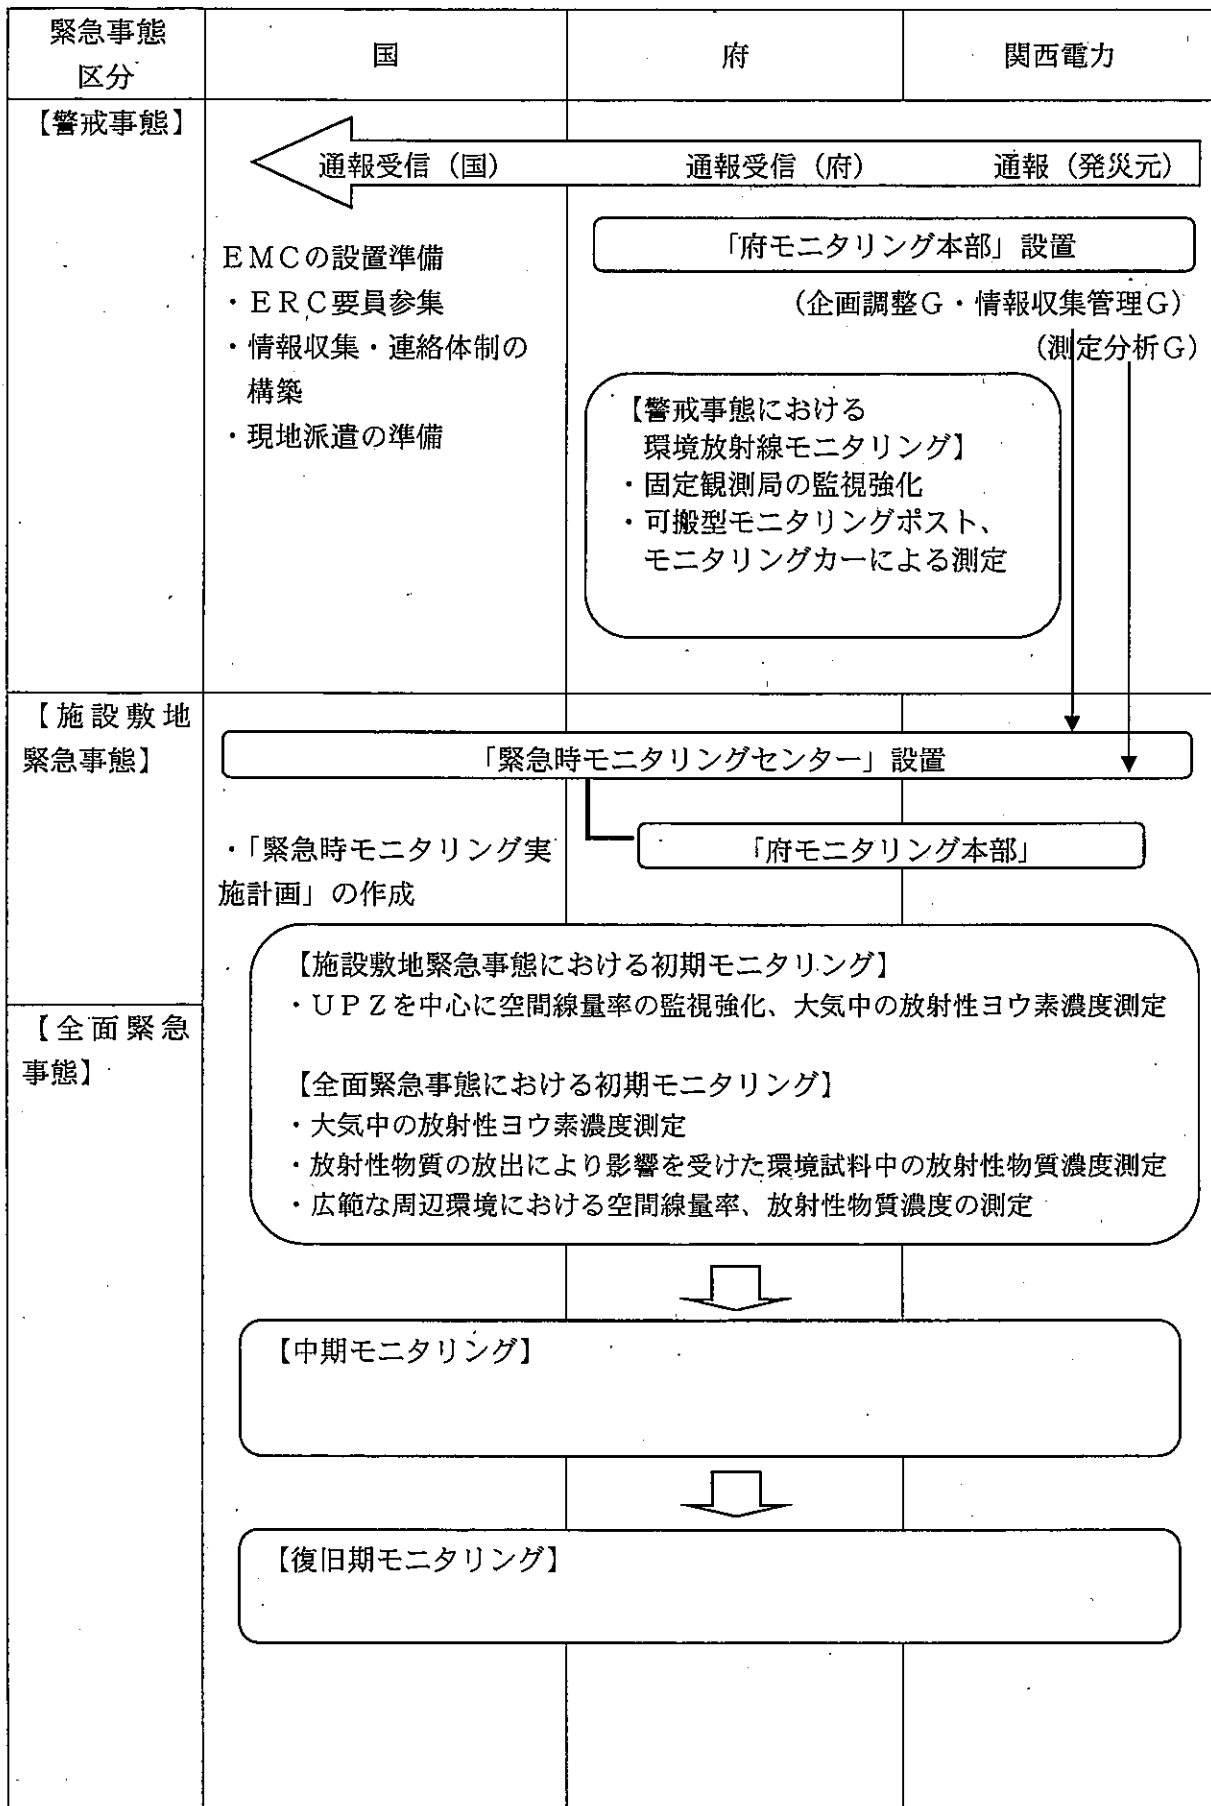 緊急事態
区分
国
府
関西電力
【警戒事態】
通報受信（国）
通報受信（府）
通報（発災元）
EMCの設置準備
・ERC要員参集
・情報収集・連絡体制の
構築
・現地派遣の準備
「府モニタリング本部」設置
（企画調整G・情報収集管理G）
（測定分析G）
【警戒事態における
環境放射線モニタリング】
・固定観測局の監視強化
・可搬型モニタリングポスト、
モニタリングカーによる測定
【施設敷地
緊急事態】
「緊急時モニタリングセンター」設置
「府モニタリング本部」
・「緊急時モニタリング実
施計画」の作成
【施設敷地緊急事態における初期モニタリング】
・UPZを中心に空間線量率の監視強化、大気中の放射性ヨウ素濃度測定
【全面緊急
事態】
【全面緊急事態における初期モニタリング】
・大気中の放射性ヨウ素濃度測定
・放射性物質の放出により影響を受けた環境試料中の放射性物質濃度測定
・広範な周辺環境における空間線量率、放射性物質濃度の測定
【中期モニタリング】
【復旧期モニタリング】